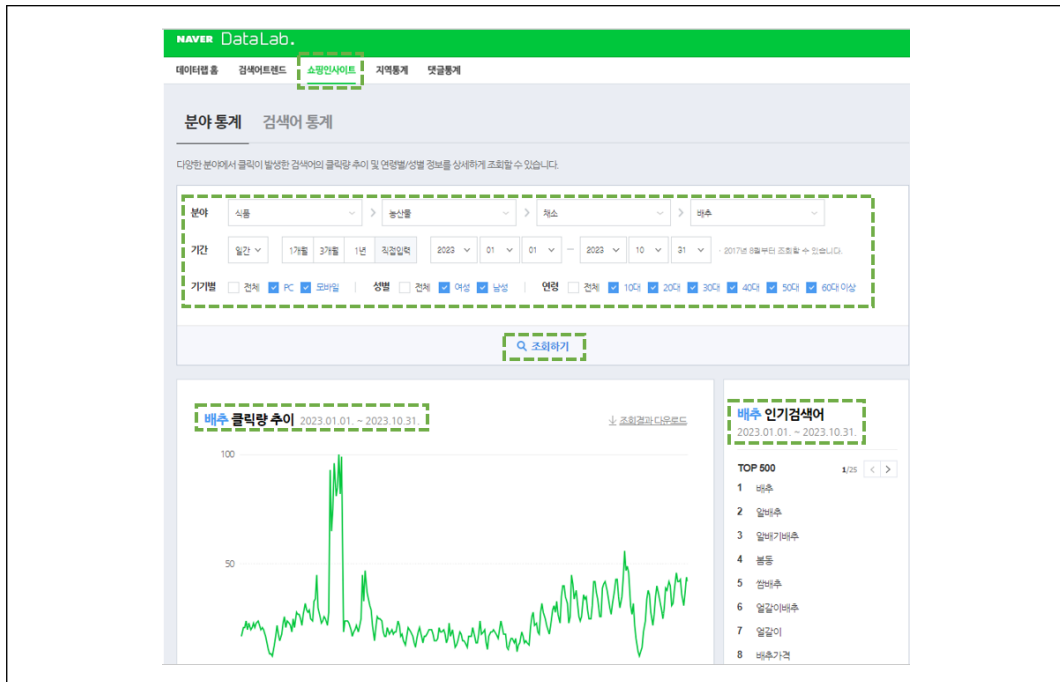 NAVER DataLab.
데이터랩 홈 검색어트렌드 쇼핑인사이트 지역통계 댓글통계
분야 통계 검색어 통계
다양한 분야에서 클릭이 발생한 검색어의 클릭량 추이 및 연령별/성별 정보를 상세하게 조회할 수 있습니다.
분야 식품 > 농산물 > 채소 > 배추
기간 일간 1개월 3개월 1년 직접입력 2023 01 01 — 2023 10 31 · 2017년 8월부터 조회할 수 있습니다.
기기별 전체 PC 모바일 성별 전체 여성 남성 연령 전체 10대 20대 30대 40대 50대 60대 이상
조회하기
배추 클릭량 추이 2023.01.01. ~ 2023.10.31.
조회결과 다운로드
100
50
배추 인기검색어
2023.01.01. ~ 2023.10.31.
TOP 500 1/25 < >
1 배추
2 알배추
3 알배기배추
4 봄동
5 쌈배추
6 얼갈이배추
7 얼갈이
8 배추가격